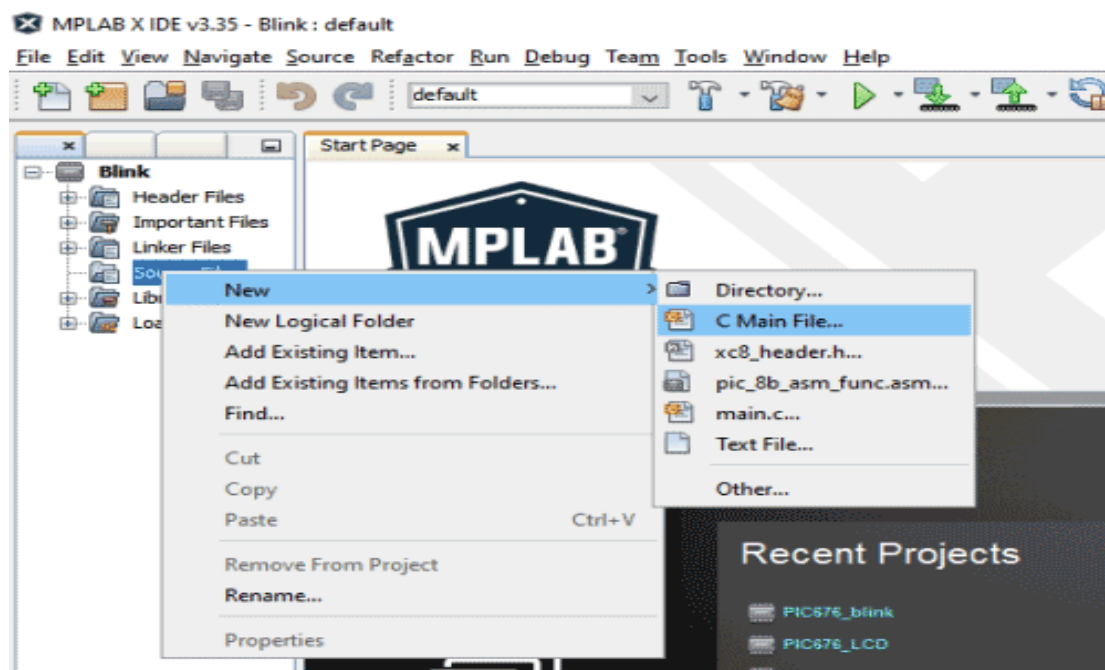 MPLAB X IDE v3.35 - Blink : default
File Edit View Navigate Source Refactor Run Debug Team Tools Window Help
default
Start Page
Blink
Header Files
Important Files
Linker Files
MPLAB
New
New Logical Folder
Add Existing Item...
Add Existing Items from Folders...
Find...
Cut
Copy
Paste Ctrl+V
Remove From Project
Rename...
Properties
Directory...
C Main File...
xc8_header.h...
pic_8b_asm_func.asm...
main.c...
Text File...
Other...
Recent Projects
PIC676_blink
PIC676_LCD